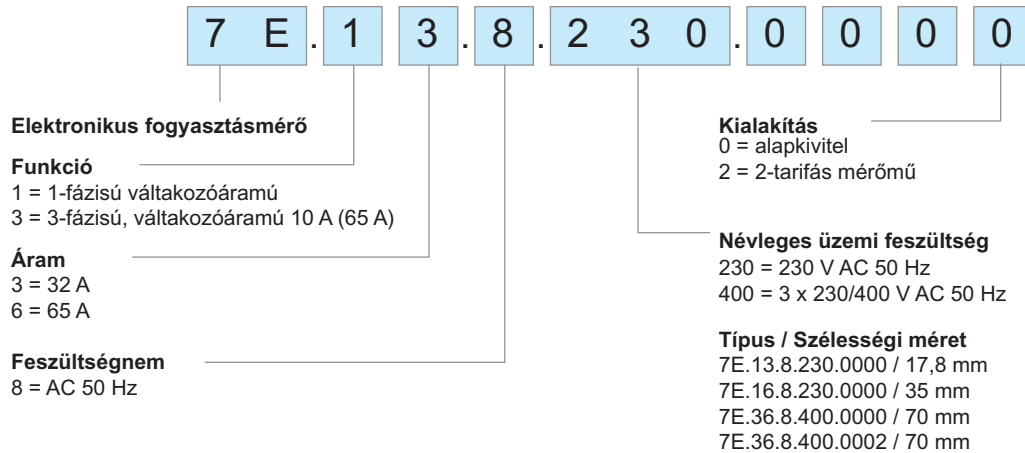 7 E . 1 3 . 8 . 2 3 0 . 0 0 0 0
Elektronikus fogyasztásmérő
Funkció
1 = 1-fázisú váltakozóáramú
3 = 3-fázisú, váltakozóáramú 10 A (65 A)
Áram
3 = 32 A
6 = 65 A
Feszültségnem
8 = AC 50 Hz
Kialakítás
0 = alapkivitel
2 = 2-tarifás mérőmű
Névleges üzemi feszültség
230 = 230 V AC 50 Hz
400 = 3 x 230/400 V AC 50 Hz
Típus / Szélességi méret
7E.13.8.230.0000 / 17,8 mm
7E.16.8.230.0000 / 35 mm
7E.36.8.400.0000 / 70 mm
7E.36.8.400.0002 / 70 mm